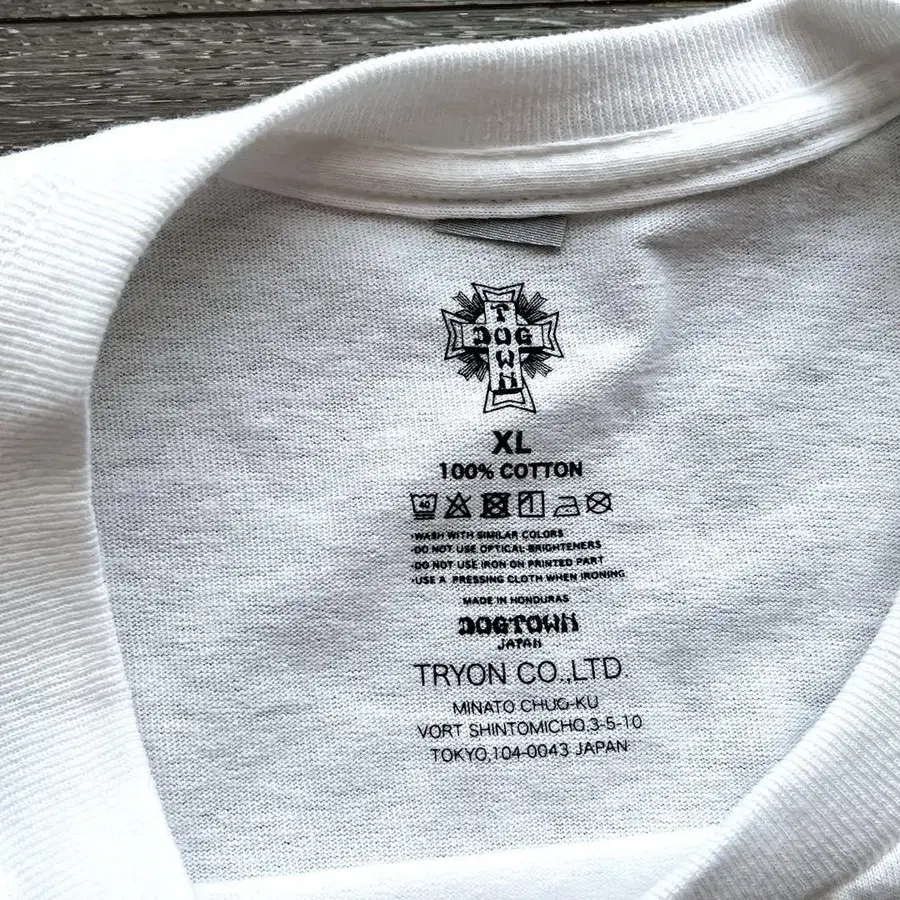 T
DOG
W
N
XL
100% COTTON
40
•WASH WITH SIMILAR COLORS
•DO NOT USE OPTICAL BRIGHTENERS
•DO NOT USE IRON ON PRINTED PART
•USE A PRESSING CLOTH WHEN IRONING
MADE IN HONDURAS
DOGTOWN
JAPAN
TRYON CO.,LTD
MINATO CHUO-KU
VORT SHINTOMICHO,3-5-10
TOKYO,104-0043 JAPAN